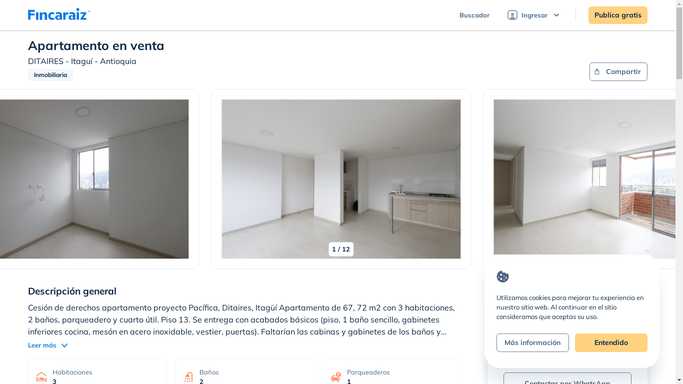 Fincaraiz
Buscador
Ingresar
Publica gratis
Apartamento en venta
DITAIRES - Itaguí - Antioquia
Inmobiliaria
Compartir
1 / 12
Descripción general
Cesión de derechos apartamento proyecto Pacífica, Ditaires, Itagüí Apartamento de 67, 72 m2 con 3 habitaciones,
2 baños, parqueadero y cuarto útil. Piso 13. Se entrega con acabados básicos (piso, 1 baño sencillo, gabinetes
inferiores cocina, mesón en acero inoxidable, vestier, puertas). Faltarían las cabinas y gabinetes de los baños y...
Leer más
Habitaciones
3
Baños
2
Parqueaderos
1
Utilizamos cookies para mejorar tu experiencia en
nuestro sitio web. Al continuar en el sitio
consideramos que aceptas su uso.
Más información
Entendido
Contactar por WhatsApp